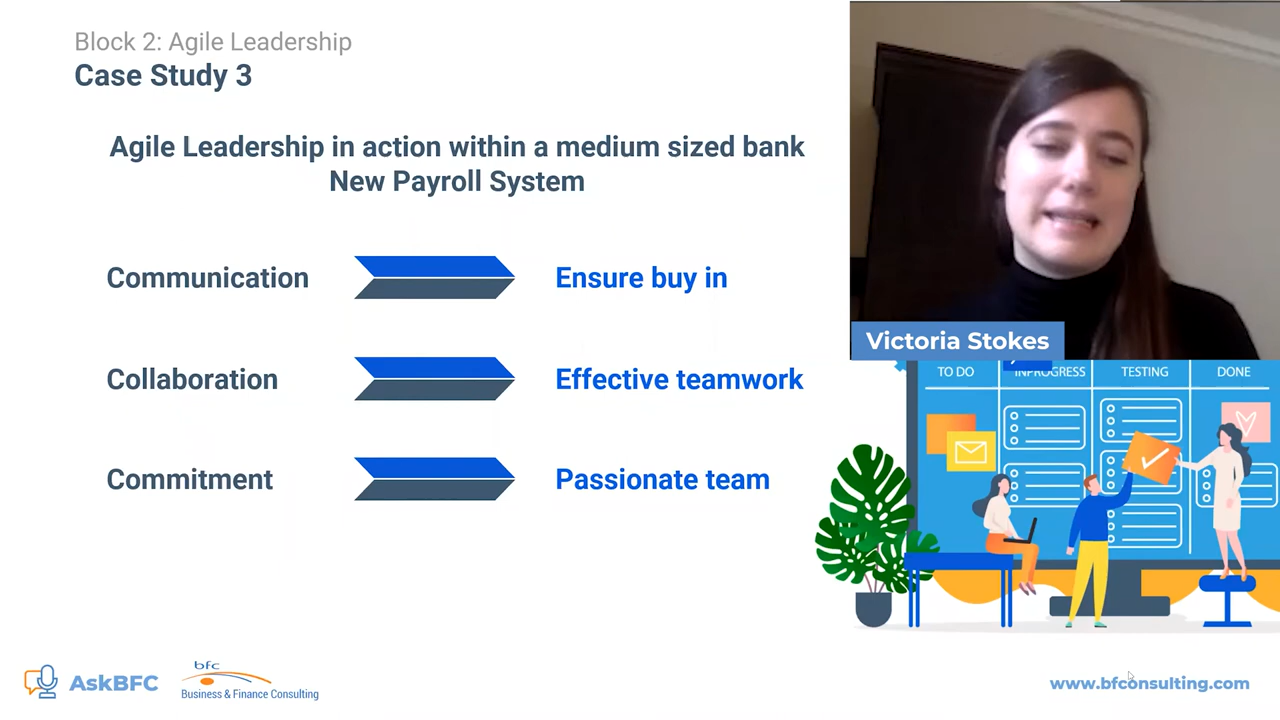 Block 2: Agile Leadership
Case Study 3
Agile Leadership in action within a medium sized bank
New Payroll System
Communication
Ensure buy in
Collaboration
Effective teamwork
Commitment
Passionate team
Victoria Stokes
TO DO
INPROGRESS
TESTING
DONE
AskBFC
bfc
Business & Finance Consulting
www.bfconsulting.com